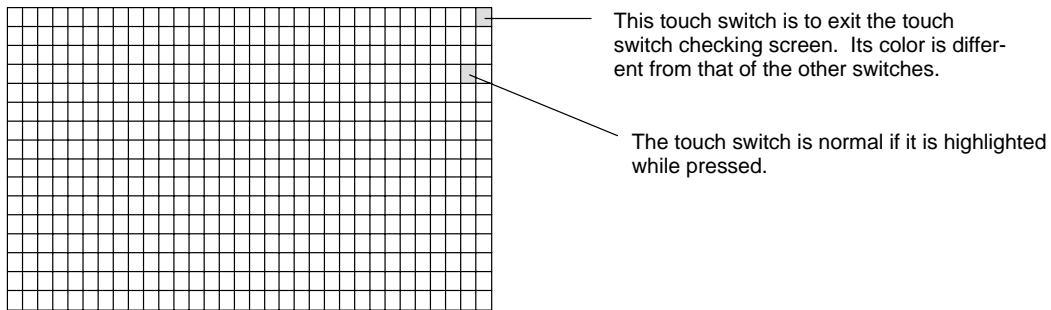 This touch switch is to exit the touch
switch checking screen.  Its color is differ-
ent from that of the other switches.
The touch switch is normal if it is highlighted
while pressed.